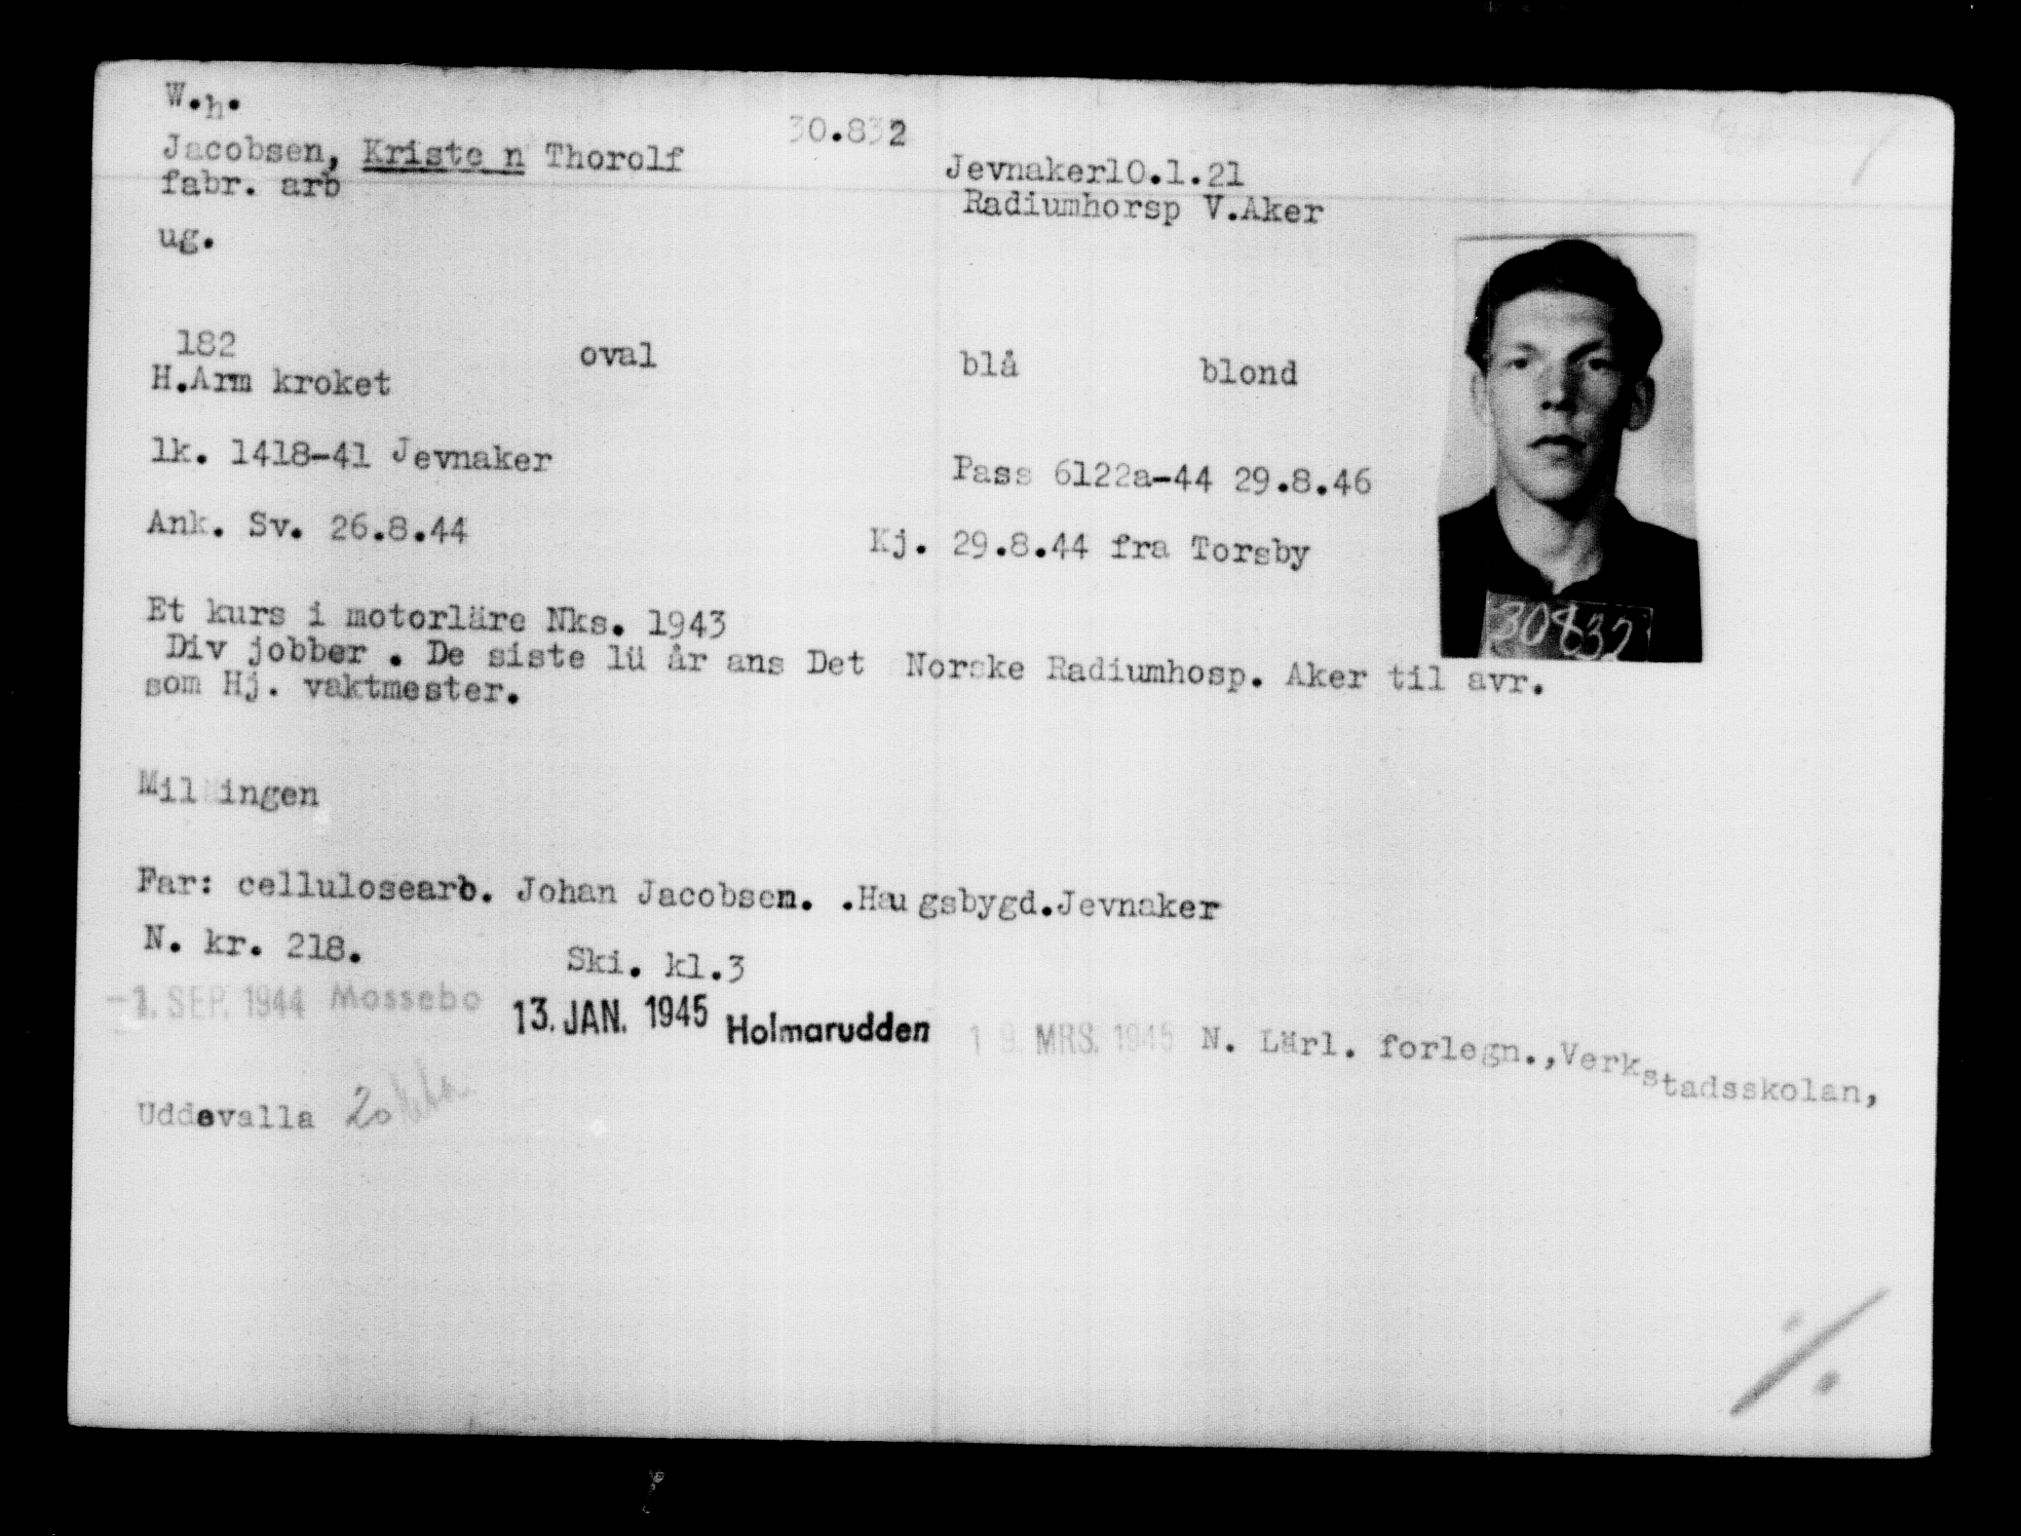 W.h.
30.832
Jacobsen, Kriste n Thorolf
Jevnaker10.1.21
fabr. arb
Radiumhorsp V.Aker
ug.
182
oval
blå
blond
H.Arm kroket
lk. 1418-41 Jevnaker
Pass 6122a-44 29.8.46
Ank. Sv. 26.8.44
Kj. 29.8.44 fra Torsby
30832
Et kurs i motorläre Nks. 1943
Div jobber . De siste lü år ans Det Norske Radiumhosp. Aker til avr.
som Hj. vaktmester.
Mil ingen
Far: cellulosearb. Johan Jacobsen. .Hau gsbygd.Jevnaker
N. kr. 218.
Ski. kl.3
-1. SEP. 1944 Mossebo 13. JAN. 1945 Holmarudden 19. MRS. 1945 N. Lärl. forlegn.,Verkstadsskolan,
Uddevalla